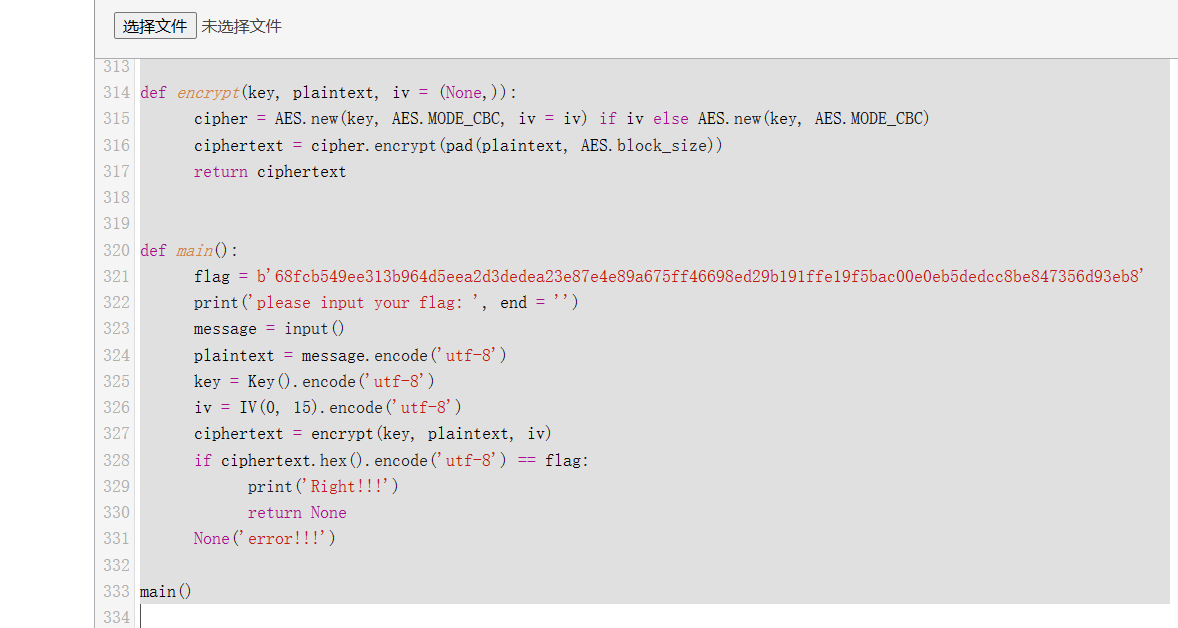 选择文件 未选择文件
313
314 def encrypt(key, plaintext, iv = (None,)):
315 cipher = AES.new(key, AES.MODE_CBC, iv = iv) if iv else AES.new(key, AES.MODE_CBC)
316 ciphertext = cipher.encrypt(pad(plaintext, AES.block_size))
317 return ciphertext
318
319
320 def main():
321 flag = b'68fcb549ee313b964d5eea2d3dedea23e87e4e89a675ff46698ed29b191ffe19f5bac00e0eb5dedcc8be847356d93eb8'
322 print('please input your flag: ', end = '')
323 message = input()
324 plaintext = message.encode('utf-8')
325 key = Key().encode('utf-8')
326 iv = IV(0, 15).encode('utf-8')
327 ciphertext = encrypt(key, plaintext, iv)
328 if ciphertext.hex().encode('utf-8') == flag:
329 print('Right!!!')
330 return None
331 None('error!!!')
332
333 main()
334